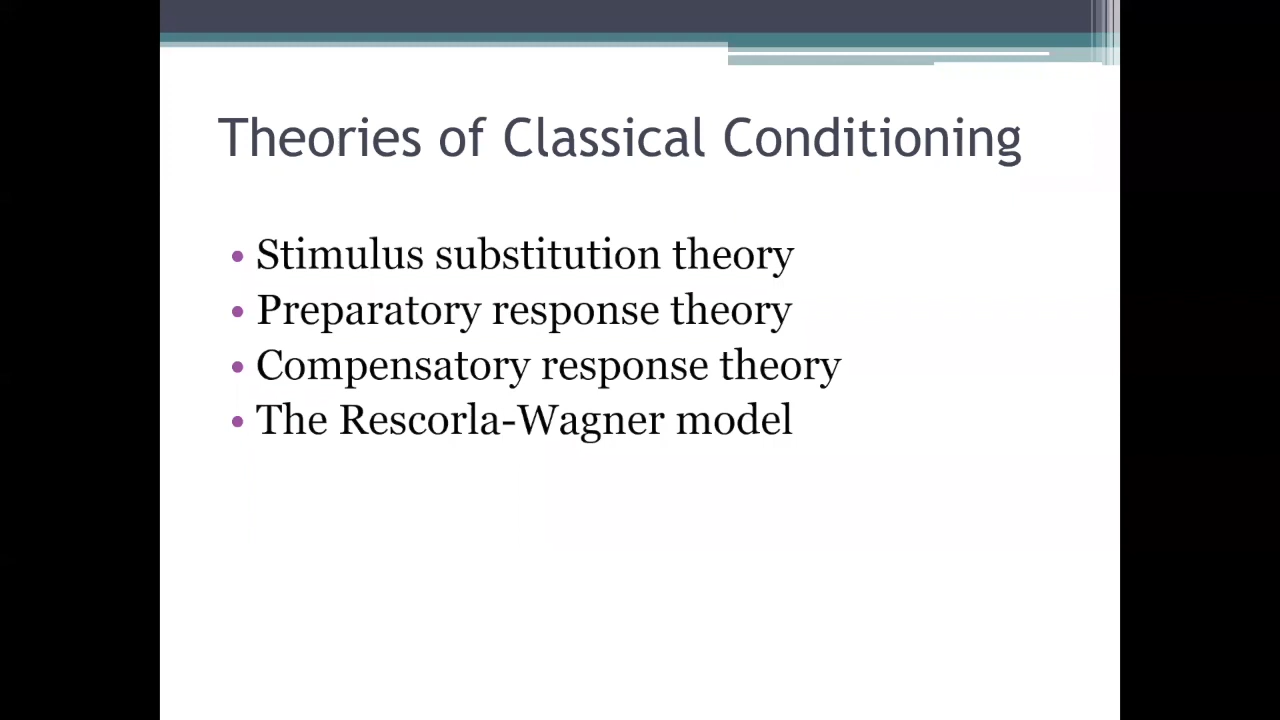 Theories of Classical Conditioning
• Stimulus substitution theory
• Preparatory response theory
• Compensatory response theory
• The Rescorla-Wagner model